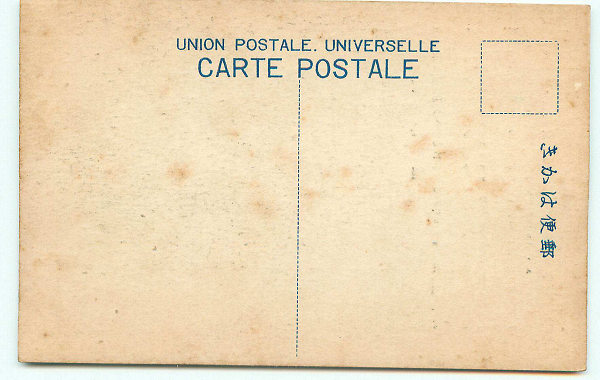 UNION POSTALE. UNIVERSELLE
CARTE POSTALE
郵便はかき